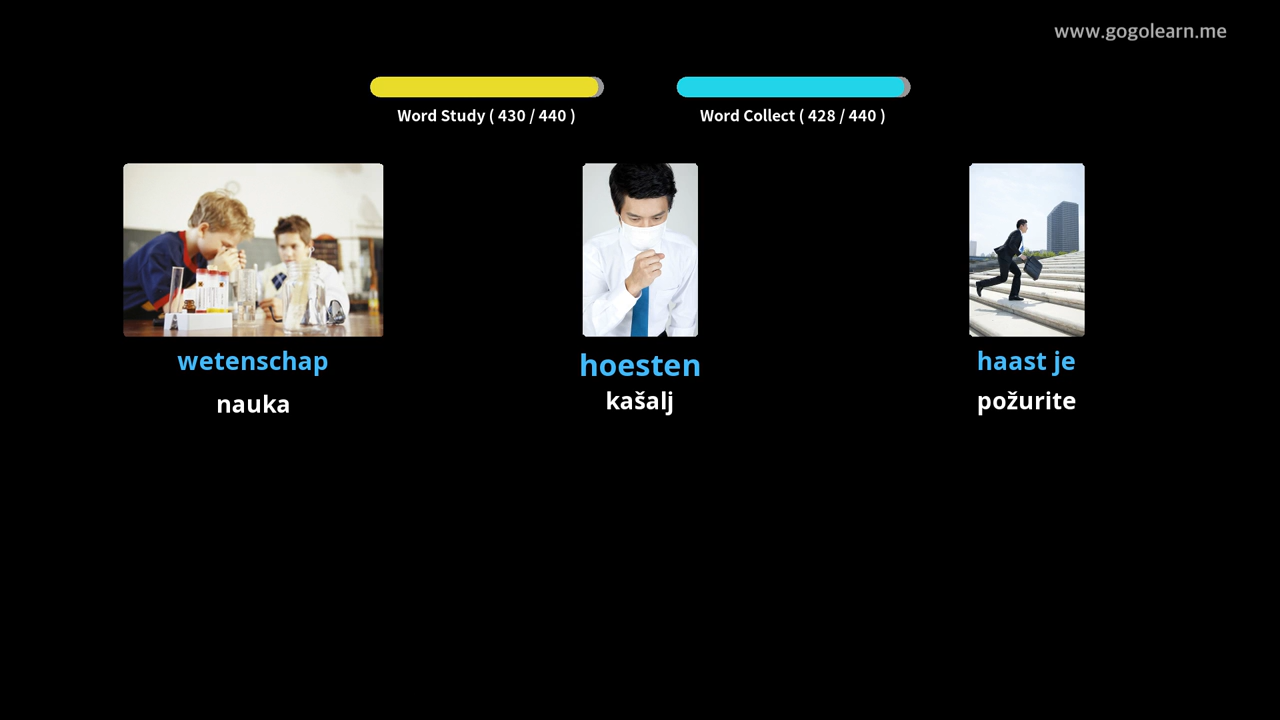 www.gogolearn.me
Word Study ( 430 / 440 )
Word Collect ( 428 / 440 )
wetenschap
nauka
hoesten
kašalj
haast je
požurite